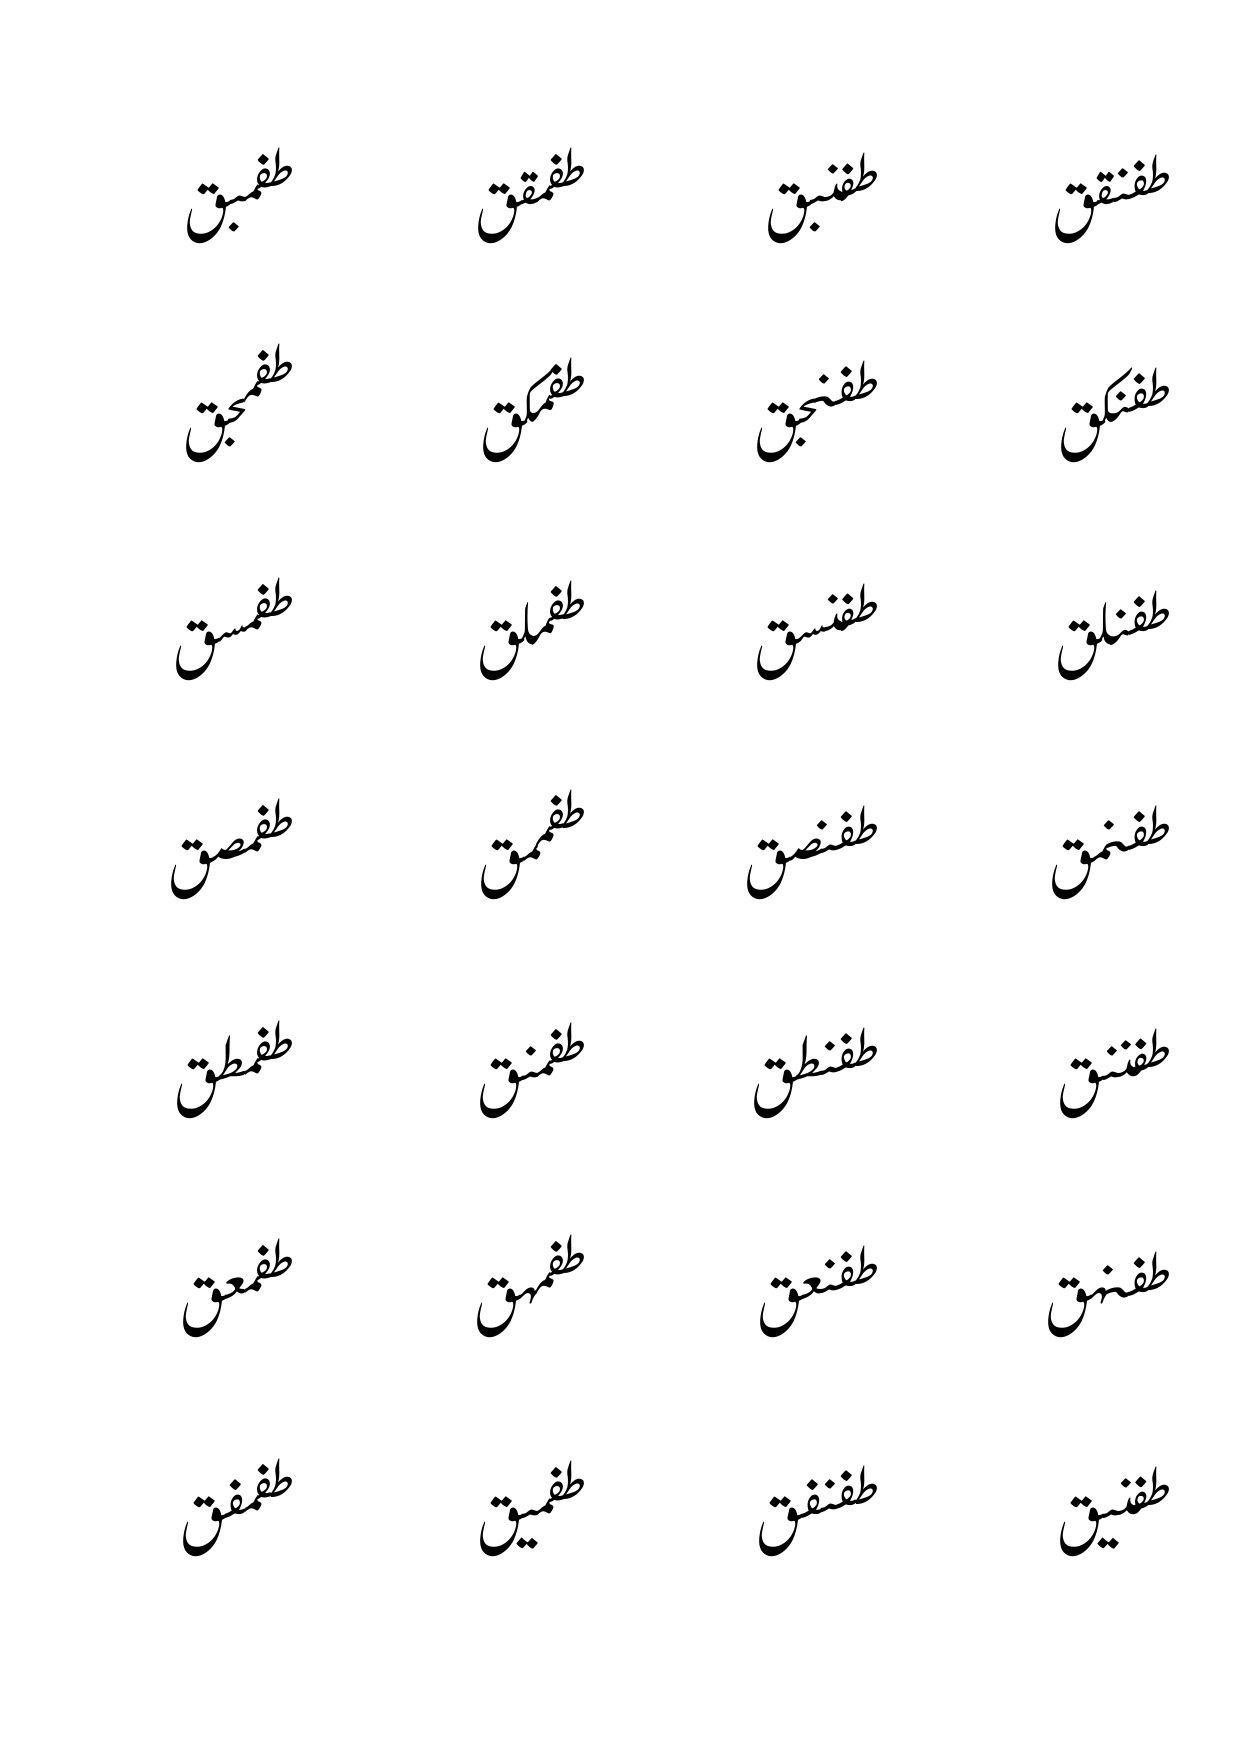 طفنقق طفنبق طفمقق طفمبق
طفنكق طفنجق طفمكق طفمجق
طفنلق طفنسق طفملق طفمسق
طفنمق طفنصق طفممق طفمصق
طفننق طفنطق طفمنق طفمطق
طفنهق طفنعق طفمهق طفمعق
طفنيق طفنفق طفميق طفمفق